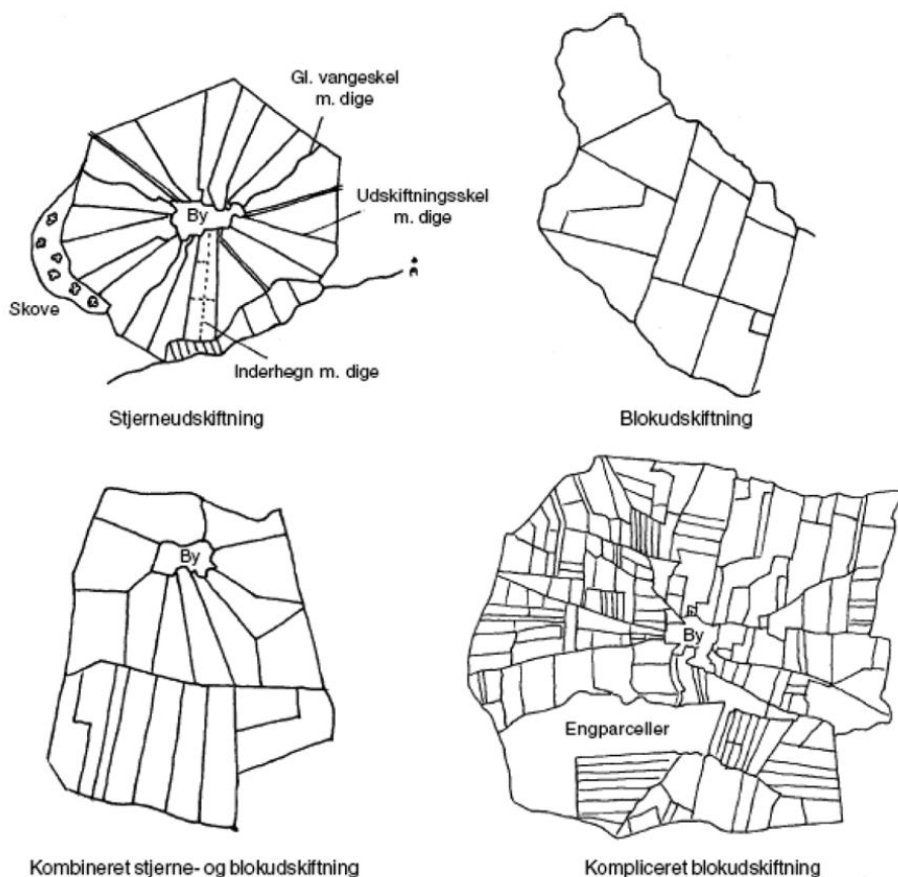 Gl. vangeskel
m. dige
By
Udskiftningsskel
m. dige
Skove
Inderhegn m. dige
Stjerneudskiftning
Blokudskiftning
By
Kombineret stjerne- og blokudskiftning
By
Engparceller
Kompliceret blokudskiftning